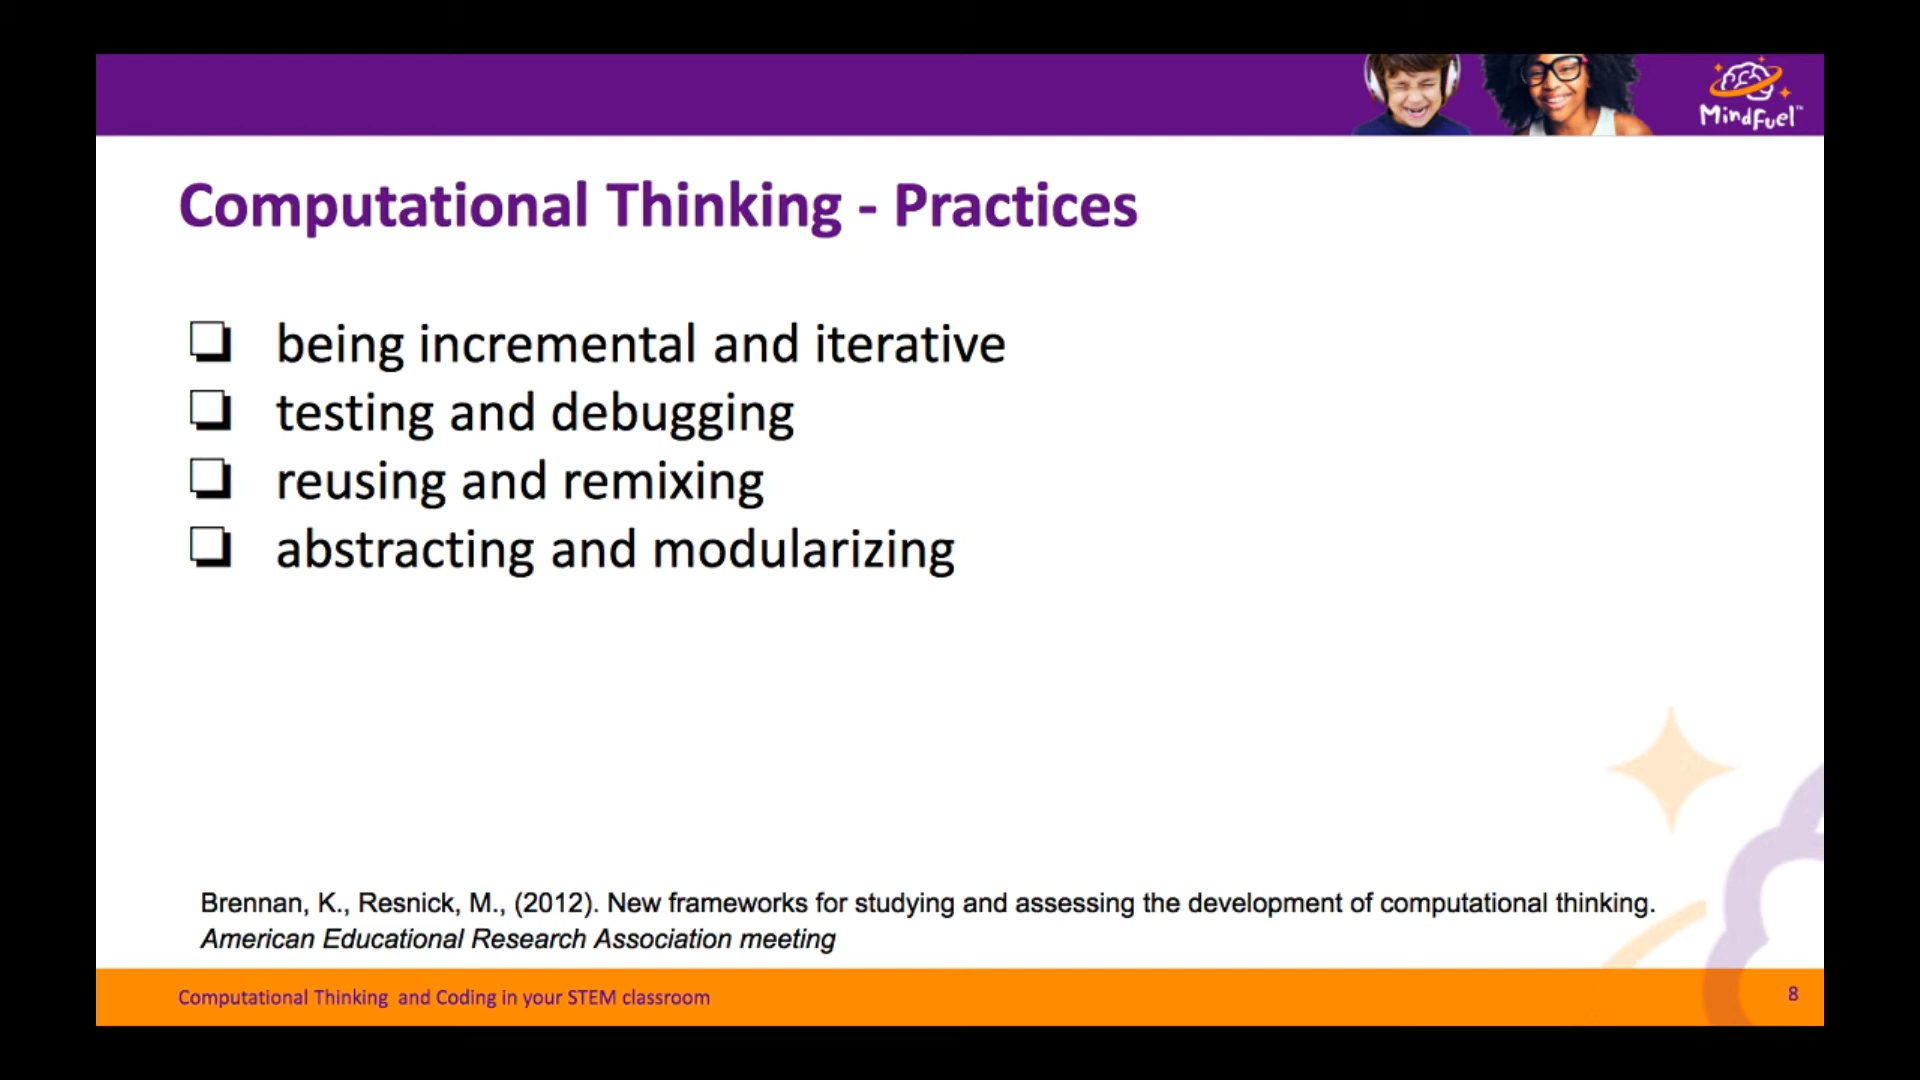 MindFuel™
Computational Thinking - Practices
❏ being incremental and iterative
❏ testing and debugging
❏ reusing and remixing
❏ abstracting and modularizing
Brennan, K., Resnick, M., (2012). New frameworks for studying and assessing the development of computational thinking.
American Educational Research Association meeting
Computational Thinking and Coding in your STEM classroom
8